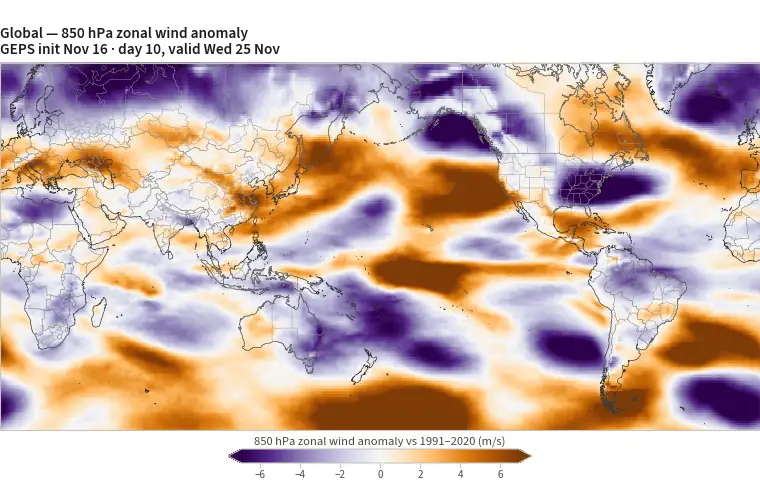 Global — 850 hPa zonal wind anomaly
GEPS init Nov 16 · day 10, valid Wed 25 Nov
850 hPa zonal wind anomaly vs 1991–2020 (m/s)
−6 −4 −2 0 2 4 6